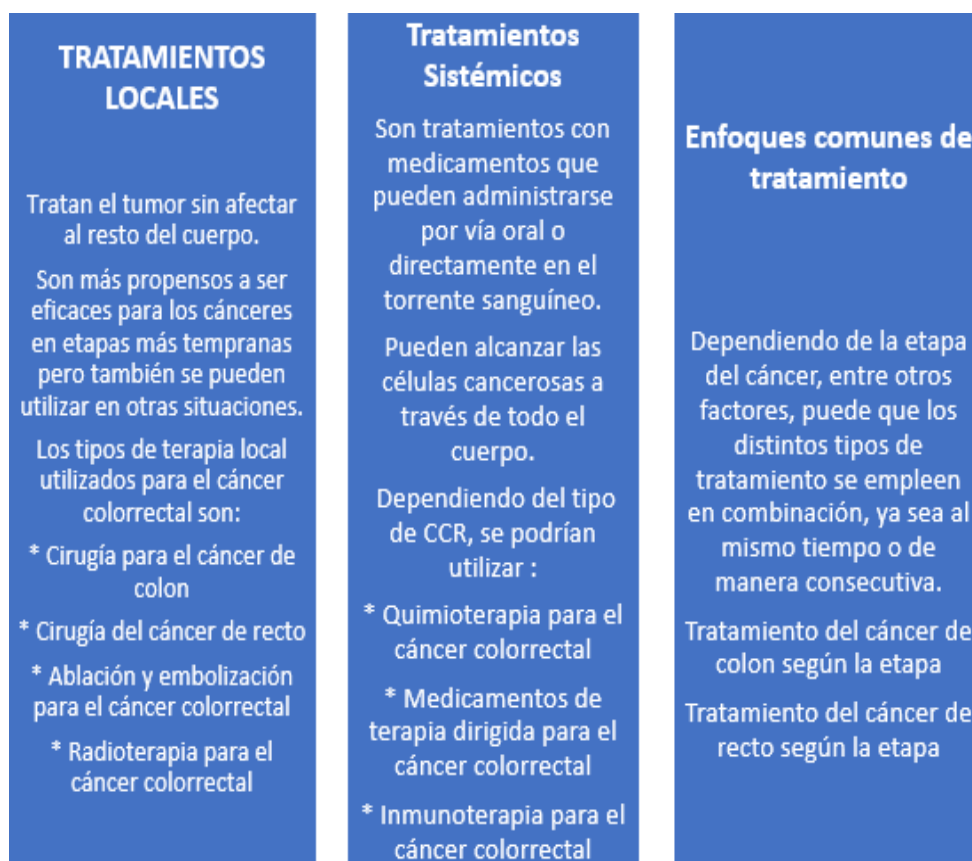 TRATAMIENTOS
LOCALES
Tratan el tumor sin afectar
al resto del cuerpo.
Son más propensos a ser
eficaces para los cánceres
en etapas más tempranas
pero también se pueden
utilizar en otras situaciones.
Los tipos de terapia local
utilizados para el cáncer
colorrectal son:
* Cirugía para el cáncer de
colon
* Cirugía del cáncer de recto
* Ablación y embolización
para el cáncer colorrectal
* Radioterapia para el
cáncer colorrectal
Tratamientos
Sistémicos
Son tratamientos con
medicamentos que
pueden administrarse
por vía oral o
directamente en el
torrente sanguíneo.
Pueden alcanzar las
células cancerosas a
través de todo el
cuerpo.
Dependiendo del tipo
de CCR, se podrían
utilizar :
* Quimioterapia para el
cáncer colorrectal
* Medicamentos de
terapia dirigida para el
cáncer colorrectal
* Inmunoterapia para el
cáncer colorrectal
Enfoques comunes de
tratamiento
Dependiendo de la etapa
del cáncer, entre otros
factores, puede que los
distintos tipos de
tratamiento se empleen
en combinación, ya sea al
mismo tiempo o de
manera consecutiva.
Tratamiento del cáncer de
colon según la etapa
Tratamiento del cáncer de
recto según la etapa